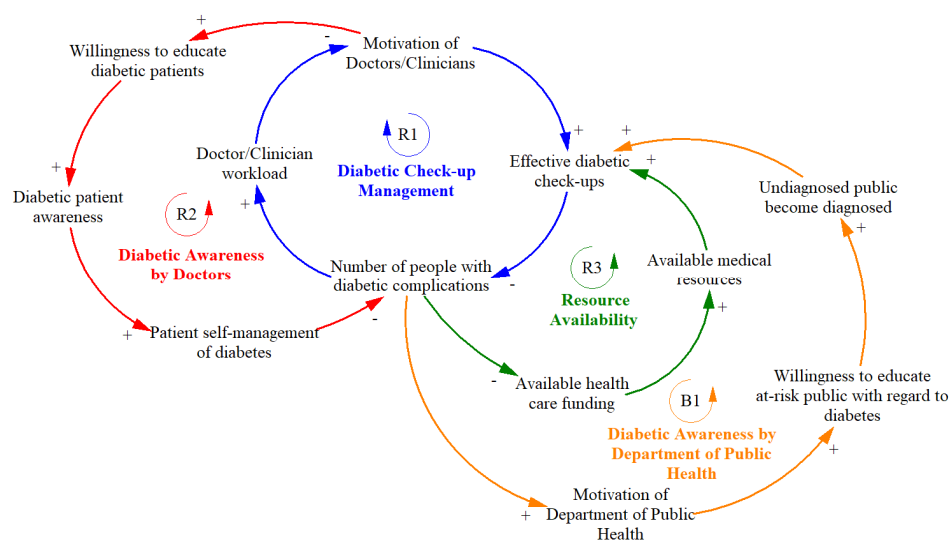 +
-
Motivation of
Doctors/Clinicians
Willingness to educate
diabetic patients
R1
+
+
Doctor/Clinician
workload
Diabetic Check-up
Management
Effective diabetic
check-ups
+
+
Diabetic patient
awareness
+
R2
Undiagnosed public
become diagnosed
+
Diabetic Awareness
by Doctors
Number of people with
diabetic complications
-
R3
Available medical
resources
Resource
Availability
+
+
Patient self-management
of diabetes
-
-
Available health
care funding
B1
Willingness to educate
at-risk public with regard to
diabetes
+
Diabetic Awareness by
Department of Public
Health
+
Motivation of
Department of Public
Health